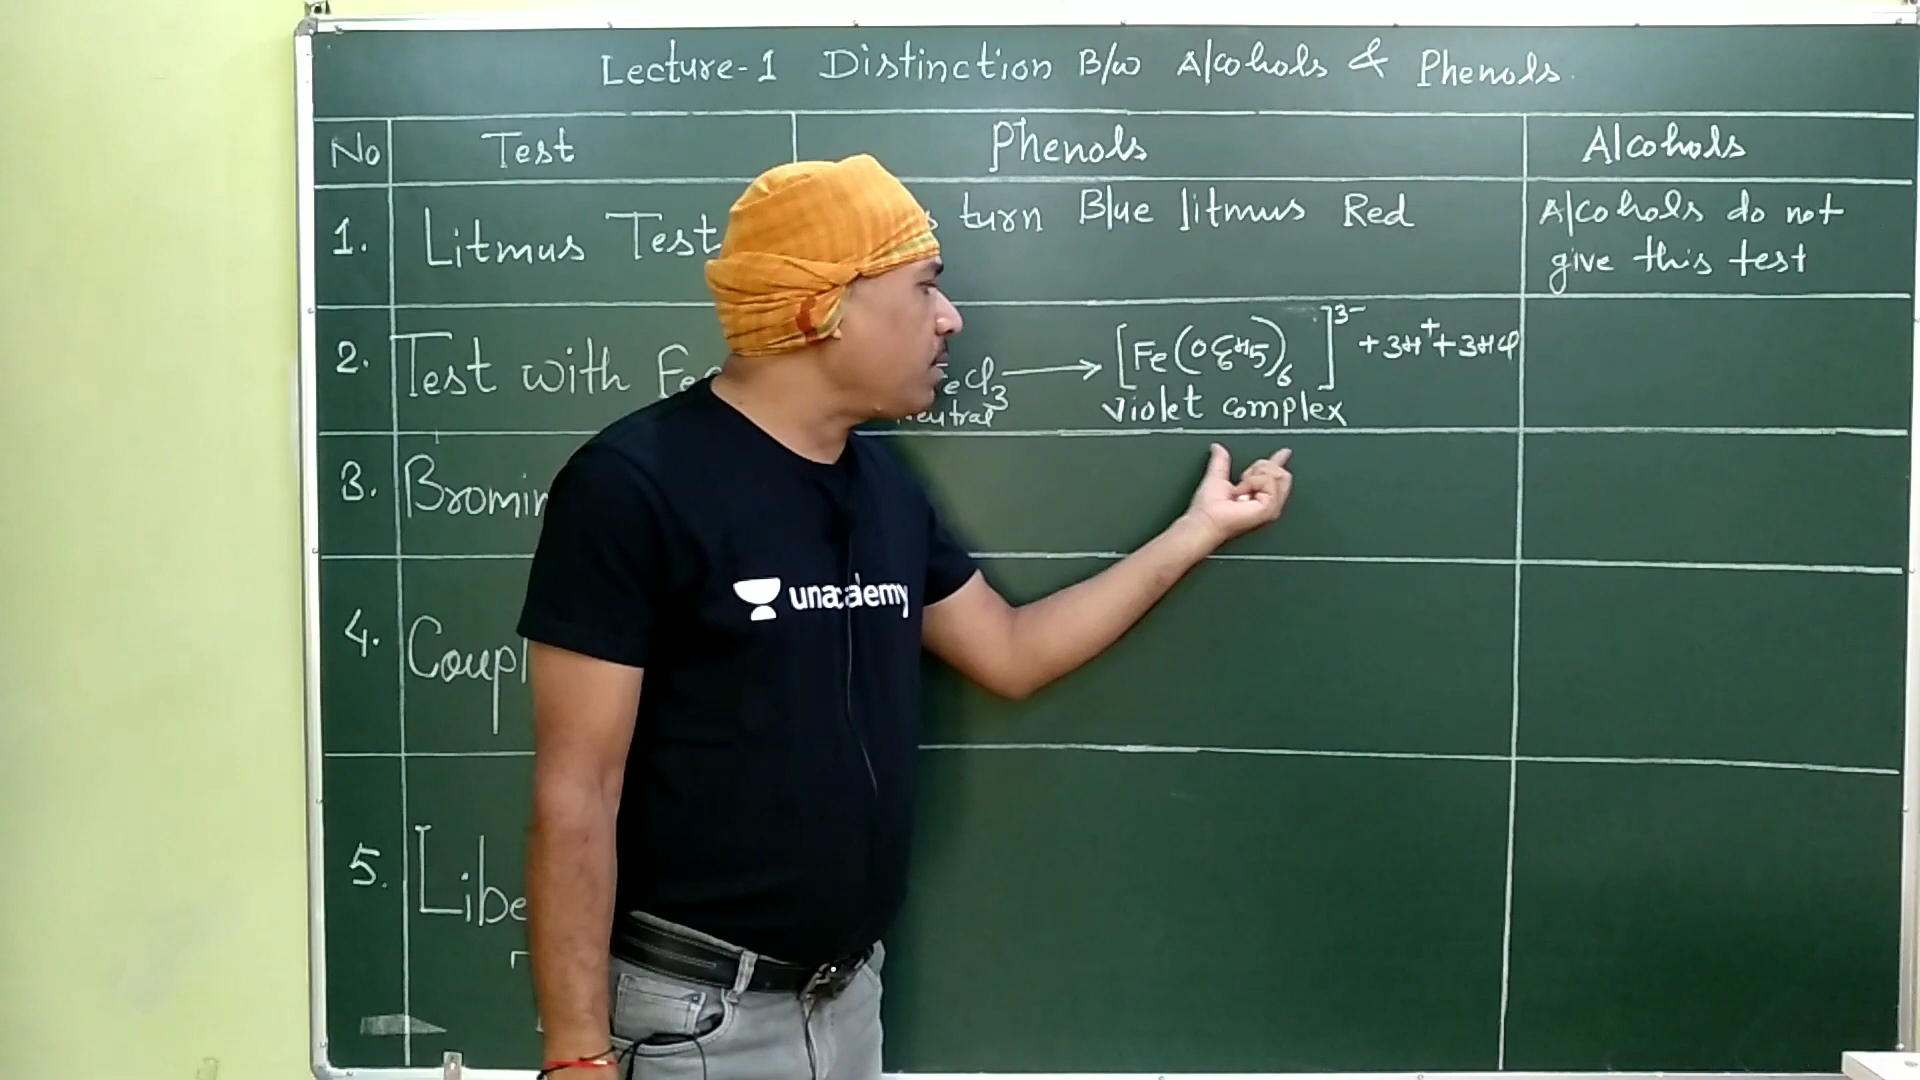 Lecture-1 Distinction B/w Alcohols & Phenols.
No Test Phenols Alcohols
1. Litmus Test turn Blue litmus Red Alcohols do not
give this test
2. Test with [Fe(OC6H5)6]3- + 3H+ + 3HCl
Neutral Violet complex
3.
4.
5.
unacademy